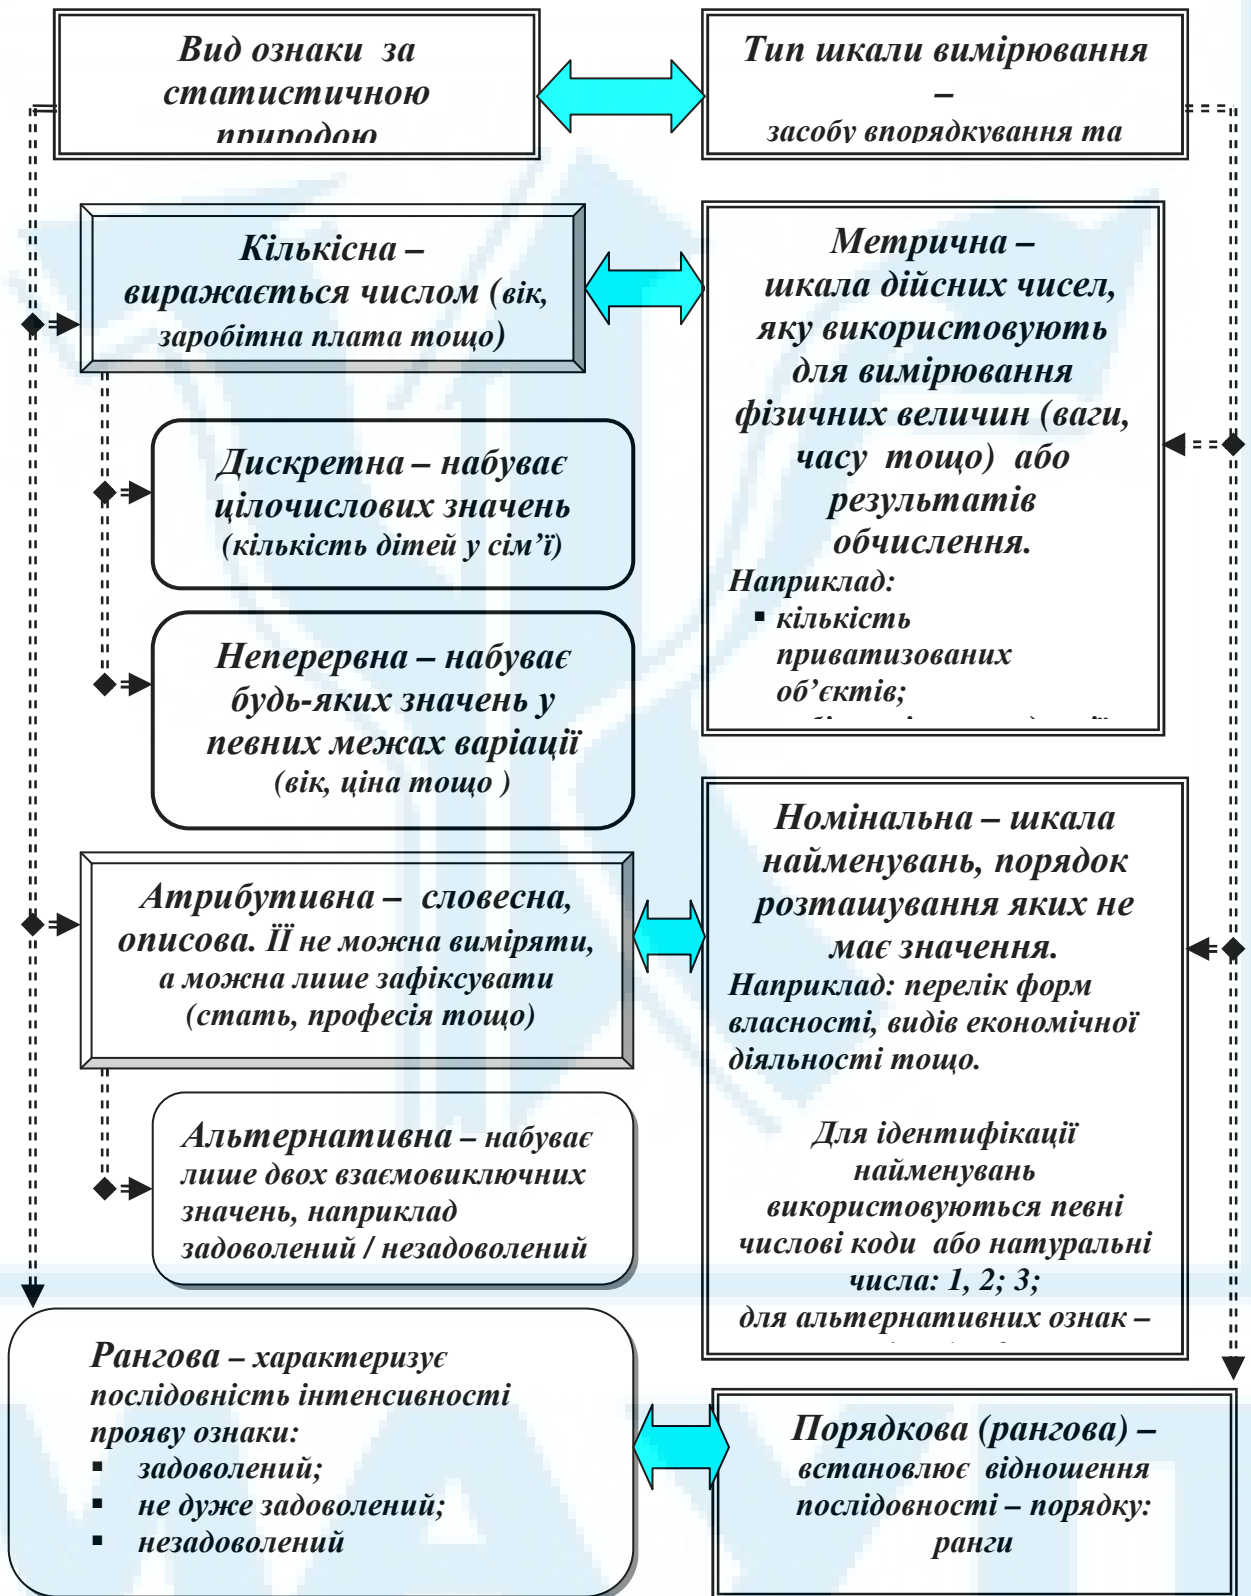 Вид ознаки за
статистичною
природою
Тип шкали вимірювання
–
засобу впорядкування та
Кількісна –
виражається числом (вік,
заробітна плата тощо)
Метрична –
шкала дійсних чисел,
яку використовують
для вимірювання
фізичних величин (ваги,
часу тощо) або
результатів
обчислення.
Наприклад:
▪ кількість
приватизованих
об’єктів;
Дискретна – набуває
цілочислових значень
(кількість дітей у сім’ї)
Неперервна – набуває
будь-яких значень у
певних межах варіації
(вік, ціна тощо )
Атрибутивна – словесна,
описова. ЇЇ не можна виміряти,
а можна лише зафіксувати
(стать, професія тощо)
Номінальна – шкала
найменувань, порядок
розташування яких не
має значення.
Наприклад: перелік форм
власності, видів економічної
діяльності тощо.
Для ідентифікації
найменувань
використовуються певні
числові коди або натуральні
числа: 1, 2; 3;
для альтернативних ознак –
Альтернативна – набуває
лише двох взаємовиключних
значень, наприклад
задоволений / незадоволений
Рангова – характеризує
послідовність інтенсивності
прояву ознаки:
▪ задоволений;
▪ не дуже задоволений;
▪ незадоволений
Порядкова (рангова) –
встановлює відношення
послідовності – порядку:
ранги